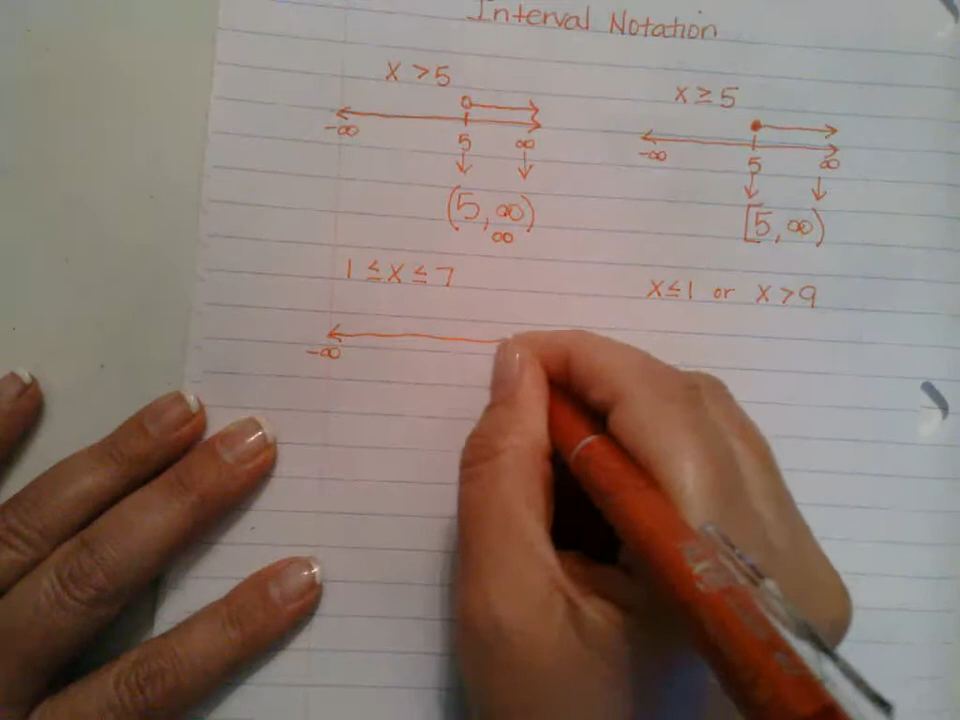 Interval Notation
x > 5
-∞ 5 ∞
(5, ∞)
∞
x ≥ 5
-∞ 5 ∞
[5, ∞)
1 ≤ x ≤ 7
-∞
x ≤ 1 or x > 9